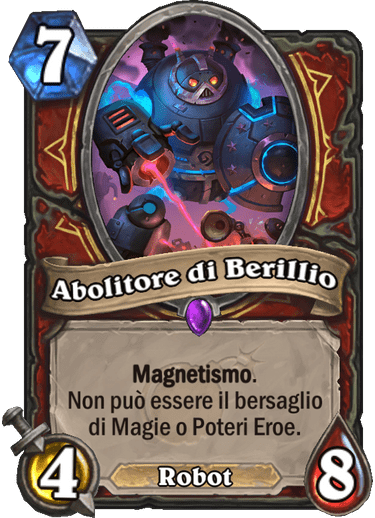 7
Abolitore di Berillio
Magnetismo.
Non può essere il bersaglio
di Magie o Poteri Eroe.
4
Robot
8